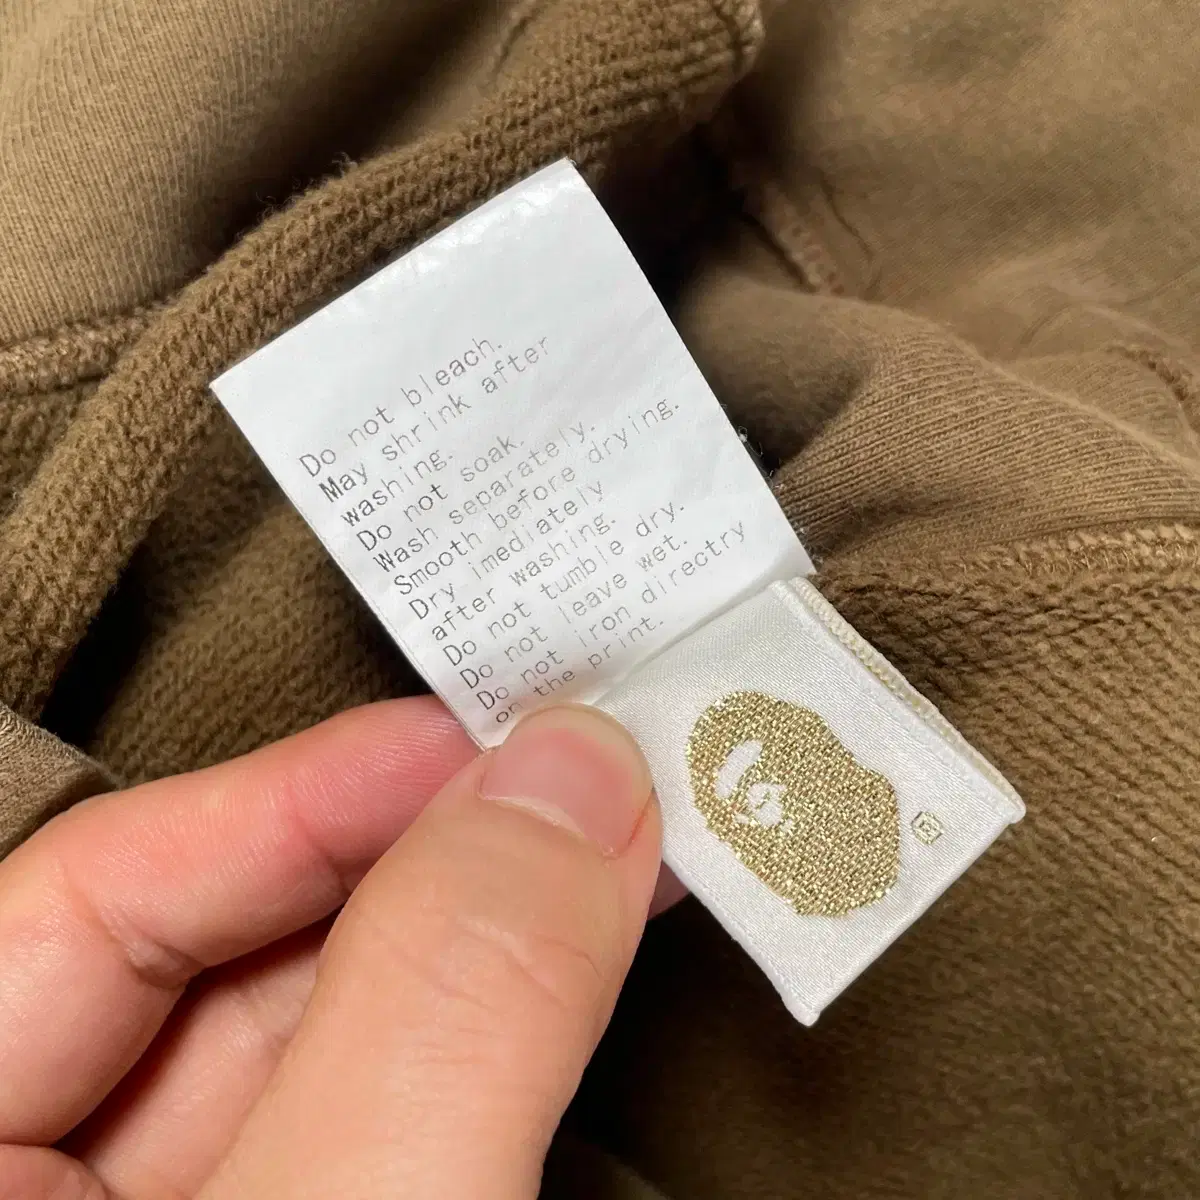 Do not bleach.
May shrink after
washing.
Do not soak.
Wash separately.
Smooth before drying.
Dry imediately
after washing.
Do not tumble dry.
Do not leave wet.
Do not iron directry
on the print.